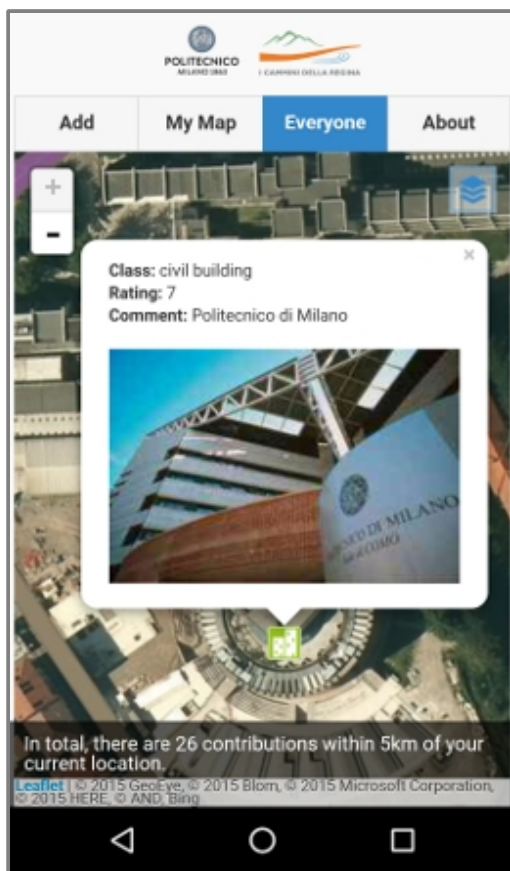 POLITECNICO
MILANO 1863
I CAMMINI DELLA REGINA
Add
My Map
Everyone
About
+
-
×
Class: civil building
Rating: 7
Comment: Politecnico di Milano
DI MILANO
di COMO
In total, there are 26 contributions within 5km of your
current location.
Leaflet | © 2015 GeoEye, © 2015 Blom, © 2015 Microsoft Corporation,
© 2015 HERE, © AND, Bing